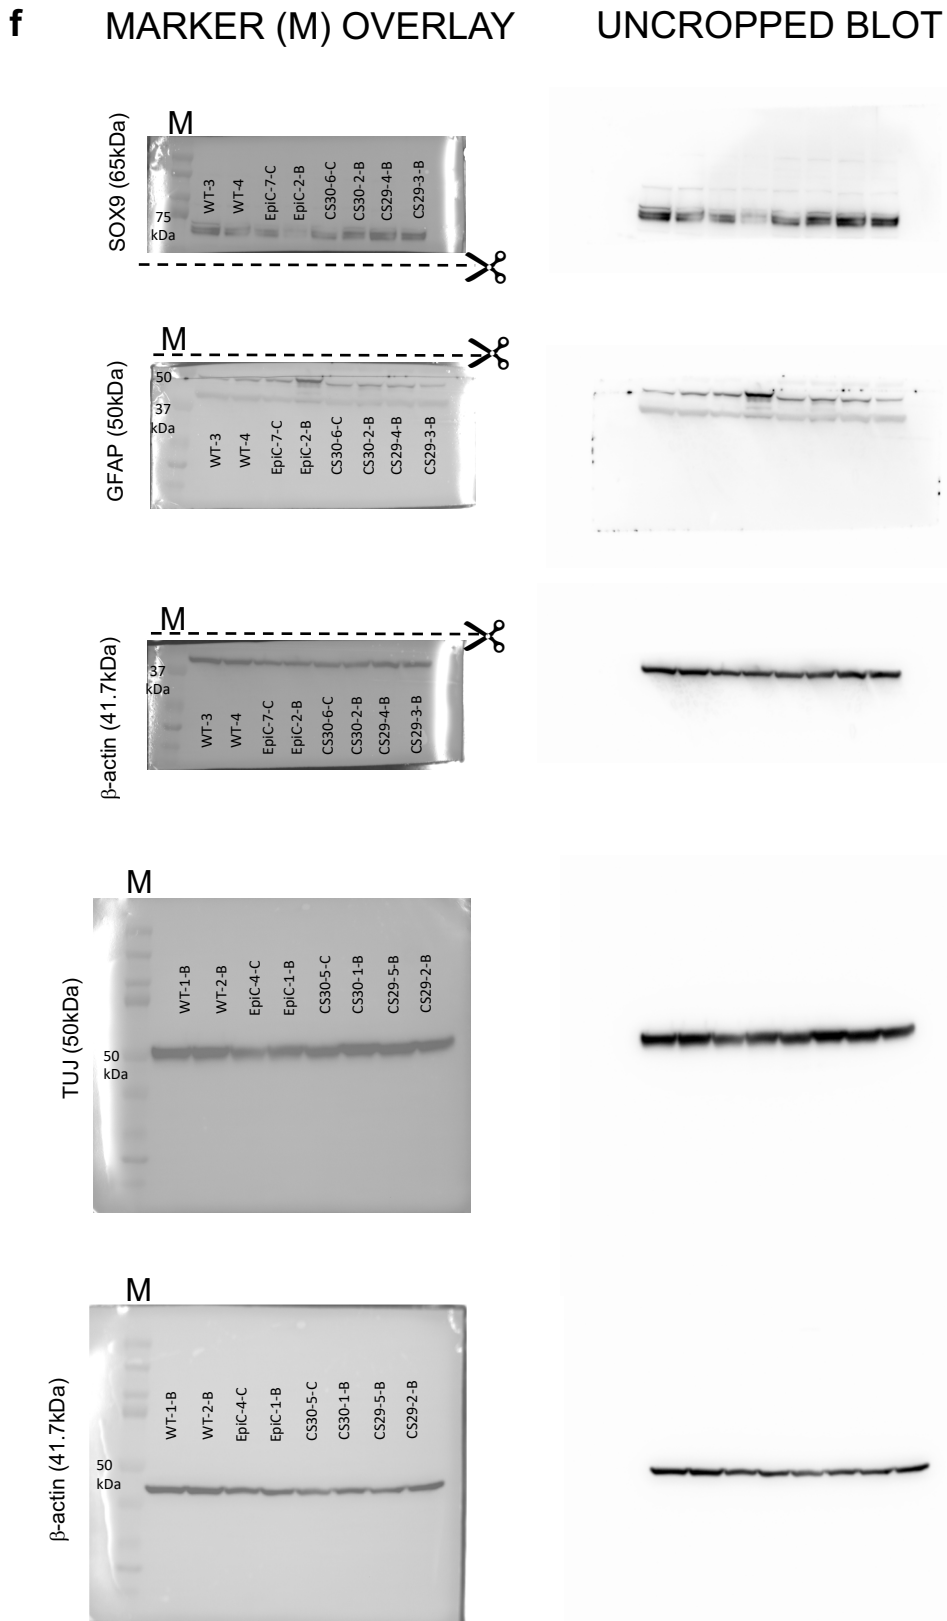 f MARKER (M) OVERLAY UNCROPPED BLOT
SOX9 (65kDa)
M
75
kDa
WT-3
WT-4
EpiC-7-C
EpiC-2-B
CS30-6-C
CS30-2-B
CS29-4-B
CS29-3-B
GFAP (50kDa)
M
50
37
kDa
WT-3
WT-4
EpiC-7-C
EpiC-2-B
CS30-6-C
CS30-2-B
CS29-4-B
CS29-3-B
β-actin (41.7kDa)
M
37
kDa
WT-3
WT-4
EpiC-7-C
EpiC-2-B
CS30-6-C
CS30-2-B
CS29-4-B
CS29-3-B
TUJ (50kDa)
M
50
kDa
WT-1-B
WT-2-B
EpiC-4-C
EpiC-1-B
CS30-5-C
CS30-1-B
CS29-5-B
CS29-2-B
β-actin (41.7kDa)
M
50
kDa
WT-1-B
WT-2-B
EpiC-4-C
EpiC-1-B
CS30-5-C
CS30-1-B
CS29-5-B
CS29-2-B